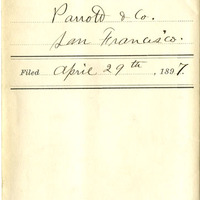 Parrott & Co.
San Francisco.
Filed April 29th, 1897.